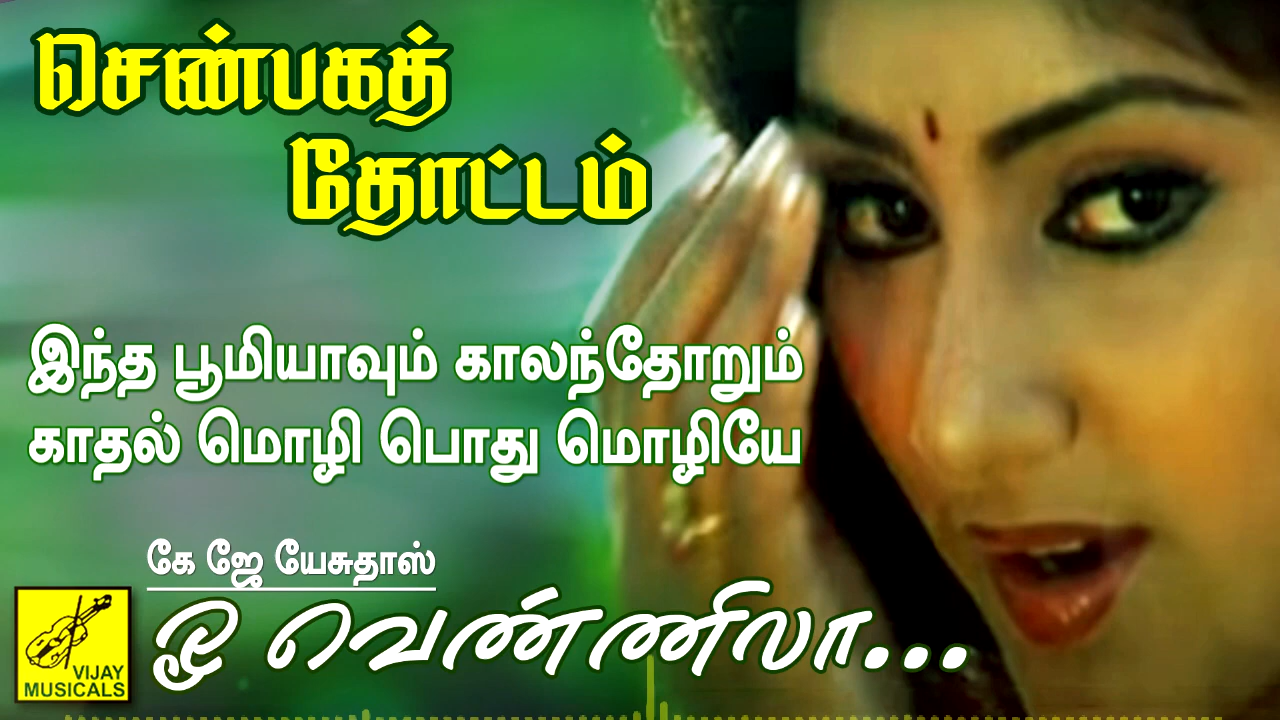 செண்பகத்
தோட்டம்
இந்த பூமியாவும் காலந்தோறும்
காதல் மொழி பொது மொழியே
கே ஜே யேசுதாஸ்
ஓ வெண்ணிலா...
VIJAY
MUSICALS